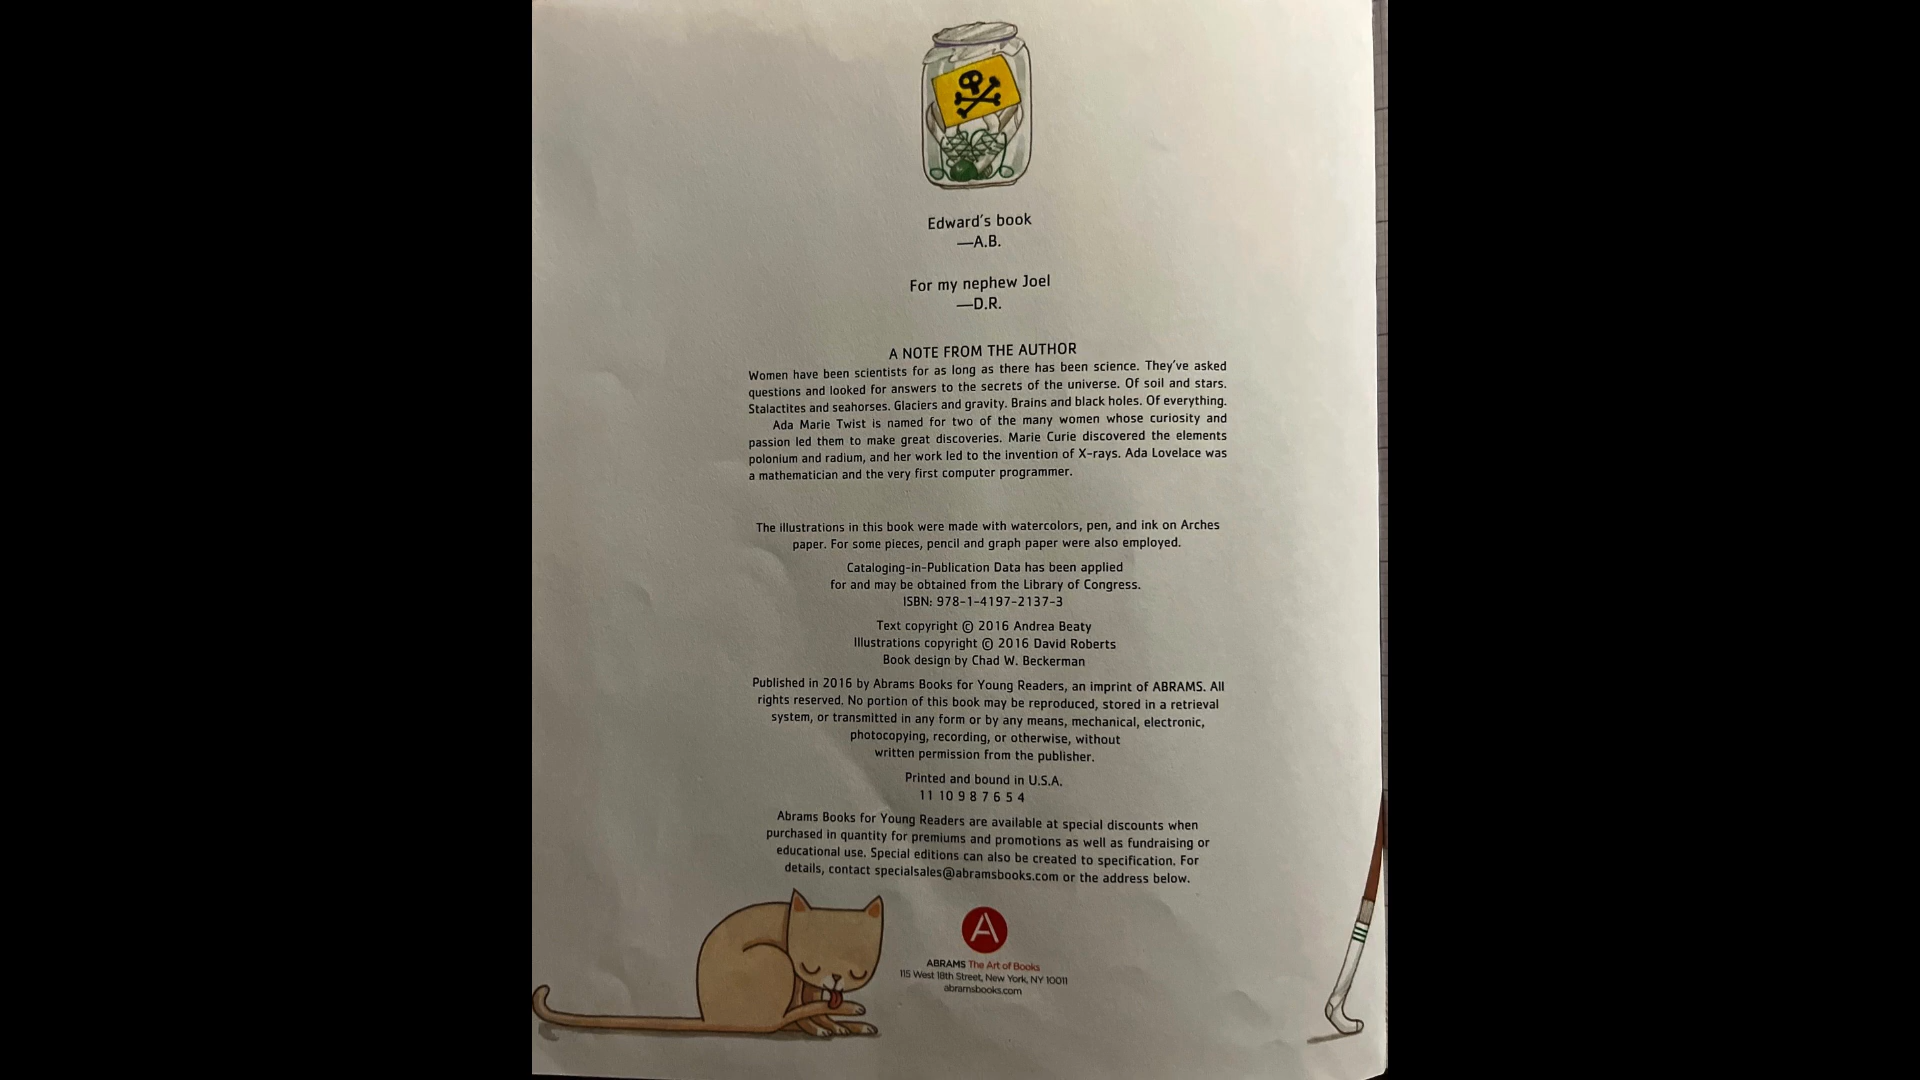 Edward's book
—A.B.
For my nephew Joel
—D.R.
A NOTE FROM THE AUTHOR
Women have been scientists for as long as there has been science. They've asked
questions and looked for answers to the secrets of the universe. Of soil and stars.
Stalactites and seahorses. Glaciers and gravity. Brains and black holes. Of everything.
Ada Marie Twist is named for two of the many women whose curiosity and
passion led them to make great discoveries. Marie Curie discovered the elements
polonium and radium, and her work led to the invention of X-rays. Ada Lovelace was
a mathematician and the very first computer programmer.
The illustrations in this book were made with watercolors, pen, and ink on Arches
paper. For some pieces, pencil and graph paper were also employed.
Cataloging-in-Publication Data has been applied
for and may be obtained from the Library of Congress.
ISBN: 978-1-4197-2137-3
Text copyright © 2016 Andrea Beaty
Illustrations copyright © 2016 David Roberts
Book design by Chad W. Beckerman
Published in 2016 by Abrams Books for Young Readers, an imprint of ABRAMS. All
rights reserved. No portion of this book may be reproduced, stored in a retrieval
system, or transmitted in any form or by any means, mechanical, electronic,
photocopying, recording, or otherwise, without
written permission from the publisher.
Printed and bound in U.S.A.
11 10 9 8 7 6 5 4
Abrams Books for Young Readers are available at special discounts when
purchased in quantity for premiums and promotions as well as fundraising or
educational use. Special editions can also be created to specification. For
details, contact specialsales@abramsbooks.com or the address below.
A
ABRAMS The Art of Books
115 West 18th Street, New York, NY 10011
abramsbooks.com